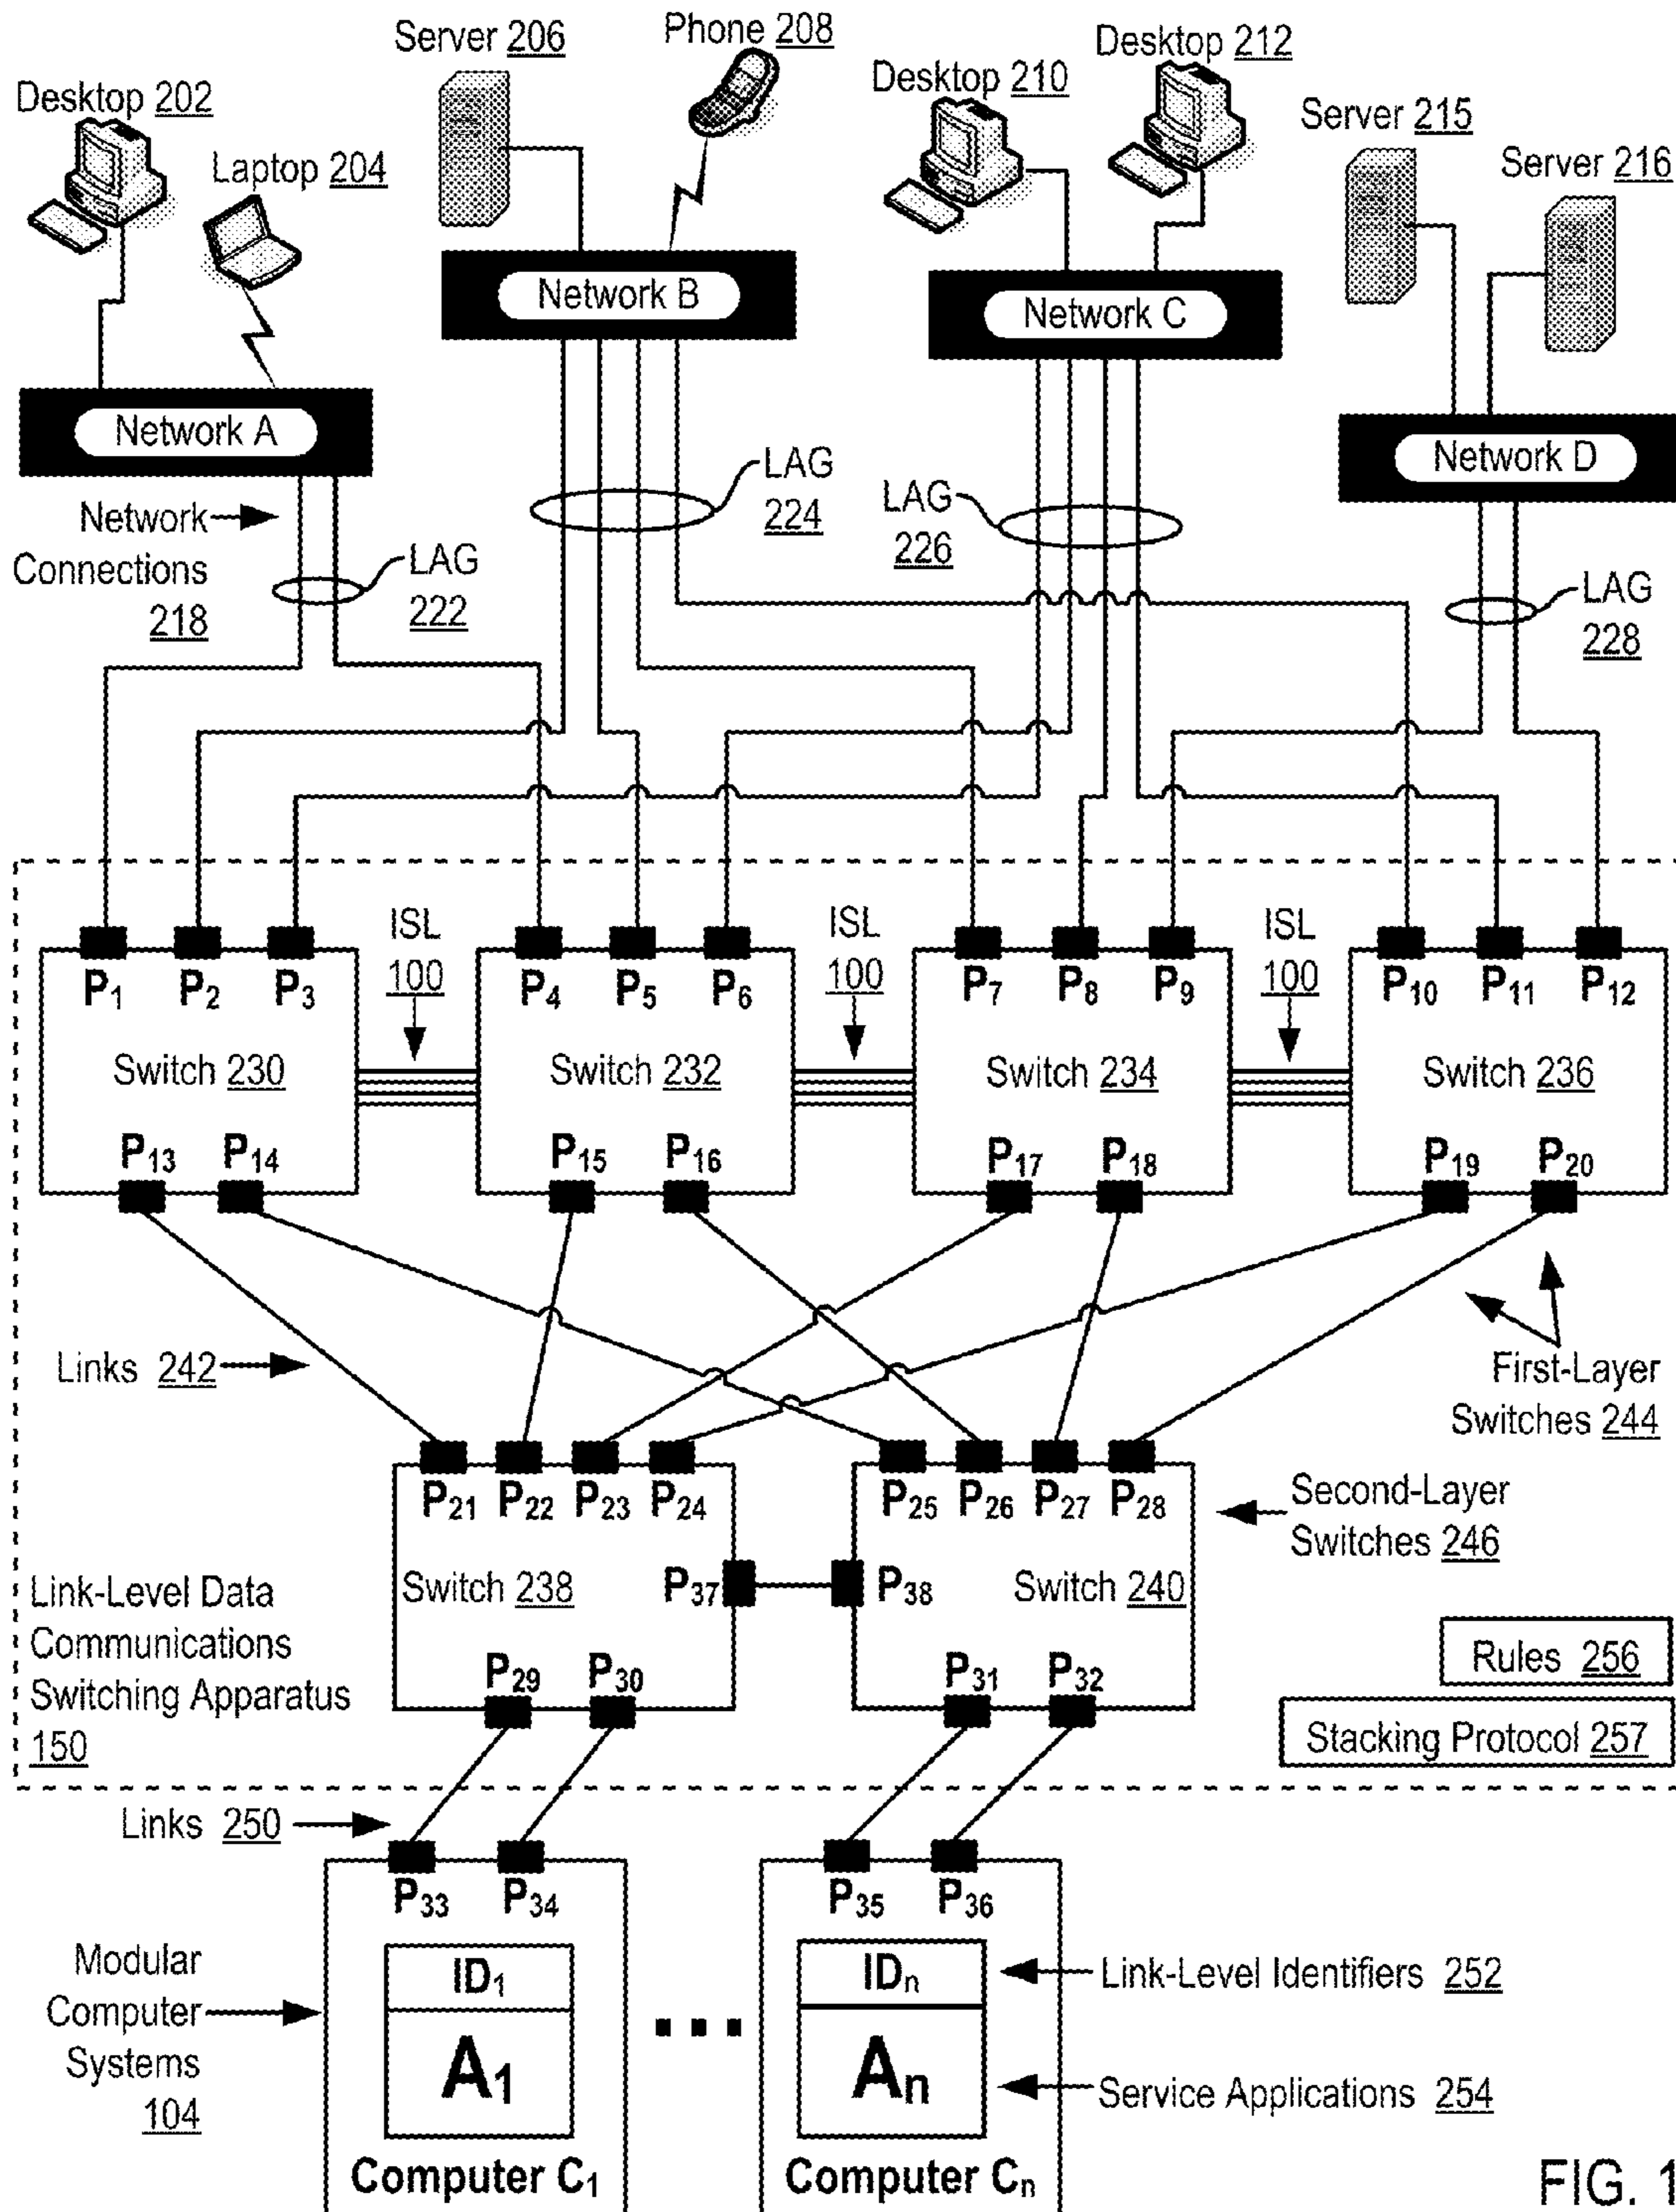 Server 206
Phone 208
Desktop 212
Desktop 210
Desktop 202
Server 215
Laptop 204
Server 216
Network B
Network C
Network A
Network D
Network
Connections
218
LAG
222
LAG
224
LAG
226
LAG
228
ISL
100
ISL
100
ISL
100
P1 P2 P3
P4 P5 P6
P7 P8 P9
P10 P11 P12
Switch 230
Switch 232
Switch 234
Switch 236
P13 P14
P15 P16
P17 P18
P19 P20
Links 242
First-Layer
Switches 244
P21 P22 P23 P24
P25 P26 P27 P28
Second-Layer
Switches 246
Switch 238
P37
P38
Switch 240
Link-Level Data
Communications
Switching Apparatus
150
P29 P30
P31 P32
Rules 256
Stacking Protocol 257
Links 250
P33 P34
P35 P36
Modular
Computer
Systems
104
ID1
A1
IDn
An
Link-Level Identifiers 252
Service Applications 254
Computer C1
Computer Cn
FIG. 1